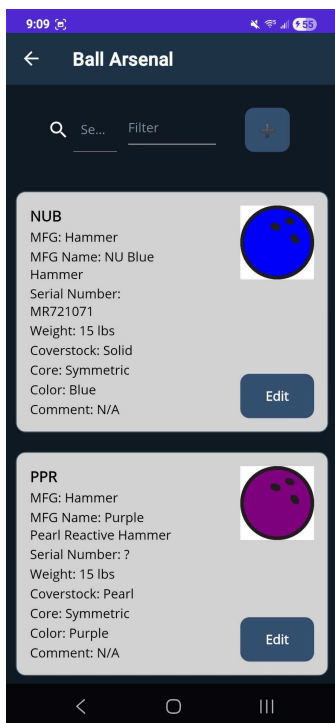 9:09
55
Ball Arsenal
Se...
Filter
+
NUB
MFG: Hammer
MFG Name: NU Blue
Hammer
Serial Number:
MR721071
Weight: 15 lbs
Coverstock: Solid
Core: Symmetric
Color: Blue
Comment: N/A
Edit
PPR
MFG: Hammer
MFG Name: Purple
Pearl Reactive Hammer
Serial Number: ?
Weight: 15 lbs
Coverstock: Pearl
Core: Symmetric
Color: Purple
Comment: N/A
Edit